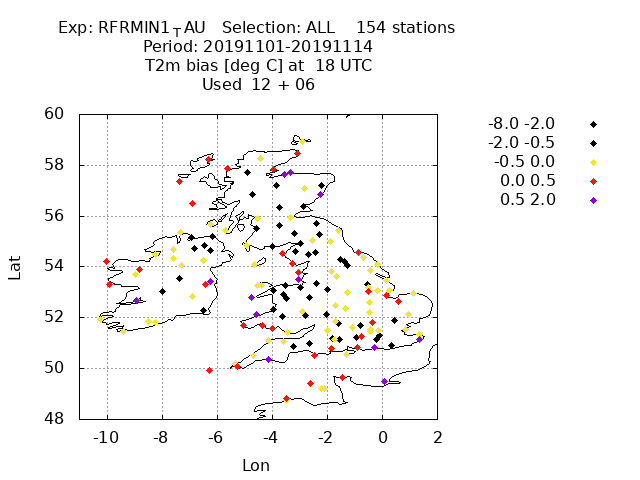 Exp: RFRMIN1TAU Selection: ALL 154 stations
Period: 20191101-20191114
T2m bias [deg C] at 18 UTC
Used 12 + 06
-8.0 -2.0
-2.0 -0.5
-0.5 0.0
0.0 0.5
0.5 2.0
60
58
56
54
52
50
48
Lat
-10 -8 -6 -4 -2 0 2
Lon